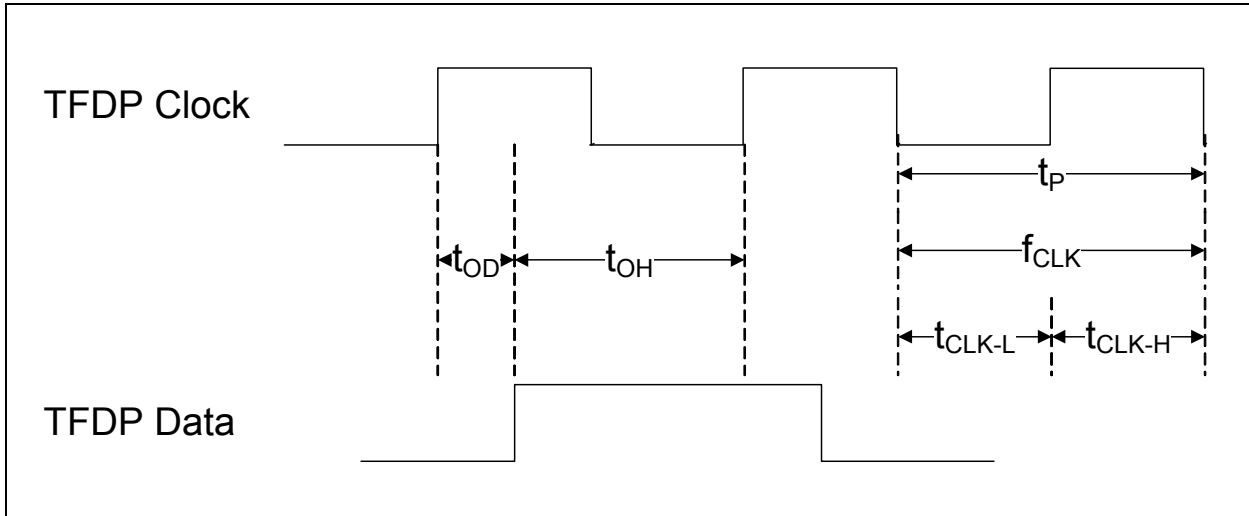 TFDP Clock
tP
tOD
tOH
fCLK
tCLK-L
tCLK-H
TFDP Data